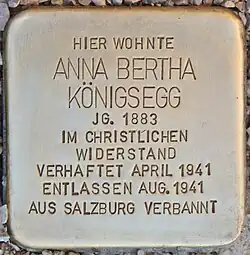 HIER WOHNTE
ANNA BERTHA
KÖNIGSEGG
JG. 1883
IM CHRISTLICHEN
WIDERSTAND
VERHAFTET APRIL 1941
ENTLASSEN AUG. 1941
AUS SALZBURG VERBANNT